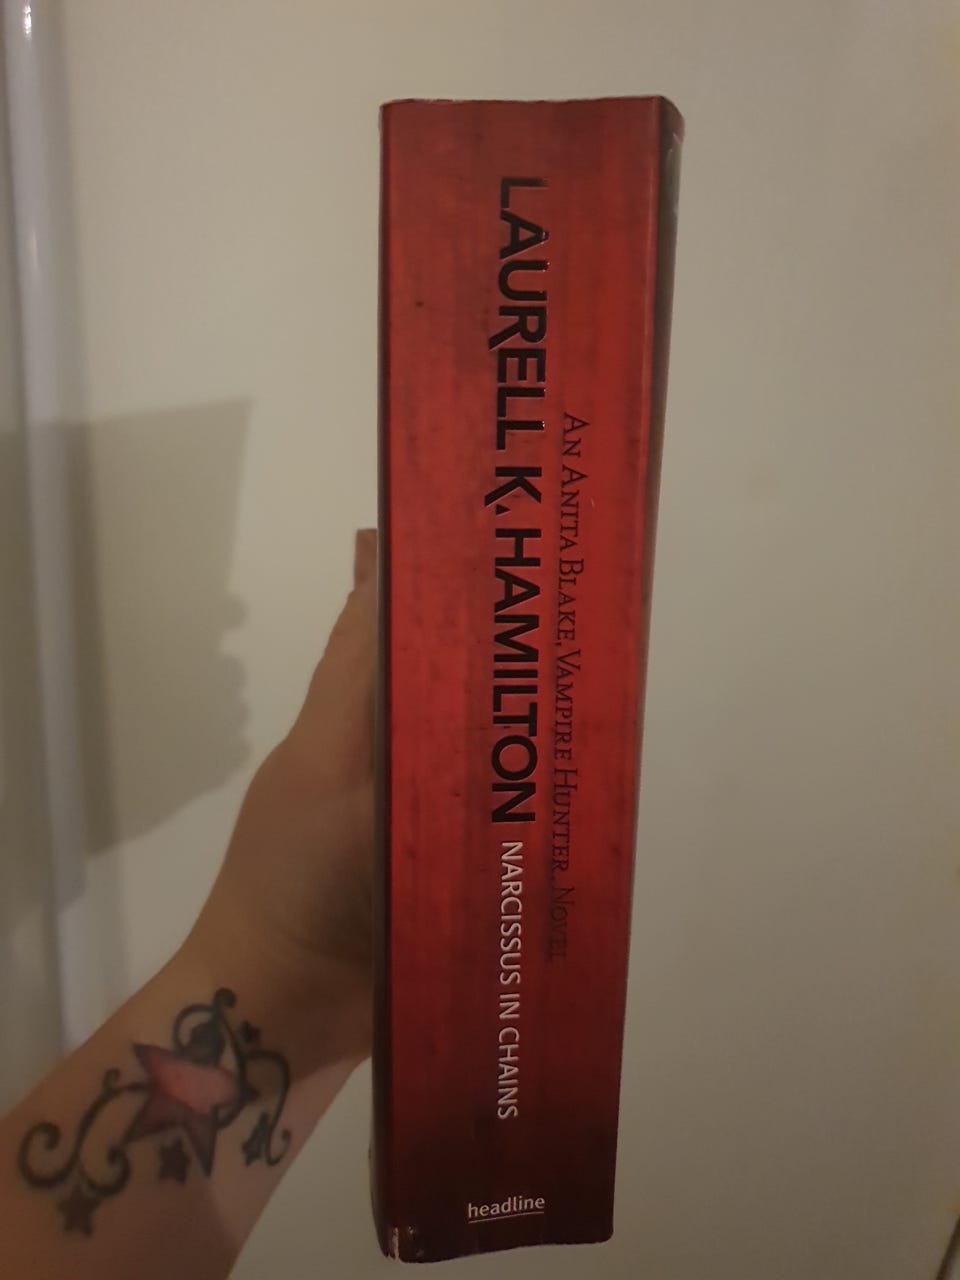 AN ANITA BLAKE, VAMPIRE HUNTER, NOVEL
LAURELL K. HAMILTON NARCISSUS IN CHAINS
headline